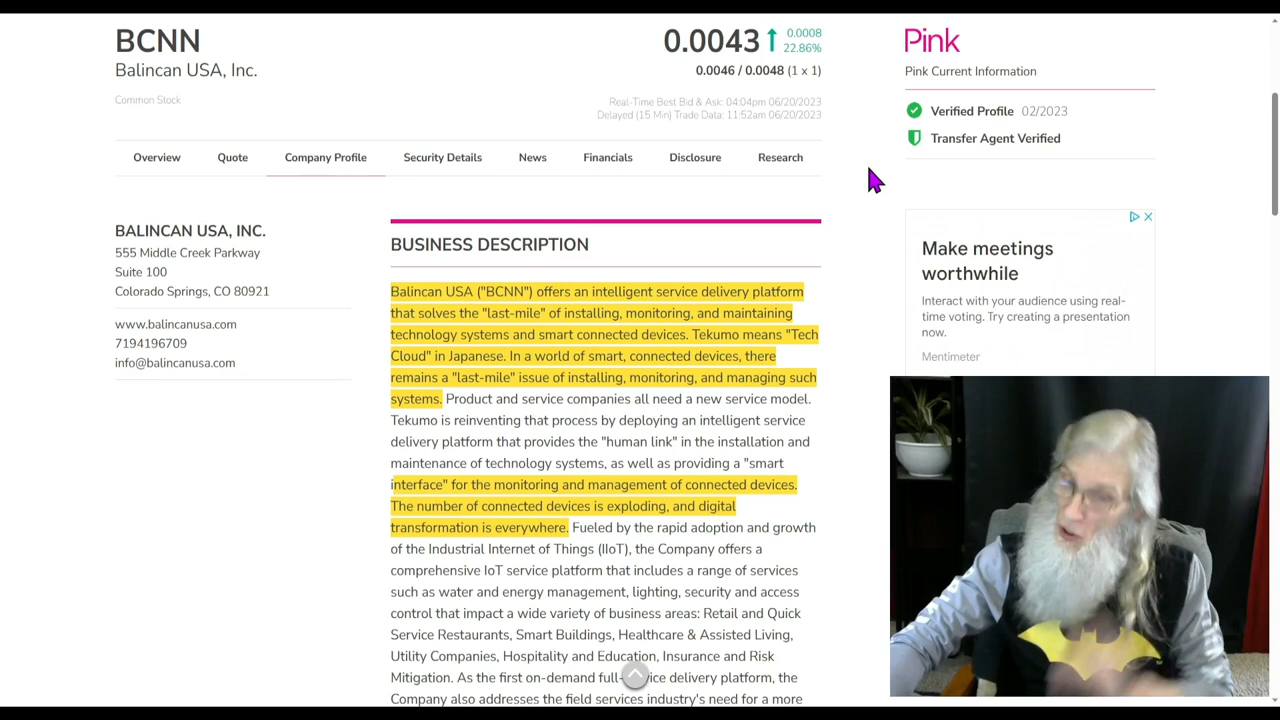 BCNN
Balincan USA, Inc.
Common Stock
0.0043
0.0008
22.86%
0.0046 / 0.0048 (1 x 1)
Real-Time Best Bid & Ask: 04:04pm 06/20/2023
Delayed (15 Min) Trade Data: 11:52am 06/20/2023
Pink
Pink Current Information
Verified Profile 02/2023
Transfer Agent Verified
Overview Quote Company Profile Security Details News Financials Disclosure Research
BALINCAN USA, INC.
555 Middle Creek Parkway
Suite 100
Colorado Springs, CO 80921
www.balincanusa.com
7194196709
info@balincanusa.com
BUSINESS DESCRIPTION
Balincan USA ("BCNN") offers an intelligent service delivery platform
that solves the "last-mile" of installing, monitoring, and maintaining
technology systems and smart connected devices. Tekumo means "Tech
Cloud" in Japanese. In a world of smart, connected devices, there
remains a "last-mile" issue of installing, monitoring, and managing such
systems. Product and service companies all need a new service model.
Tekumo is reinventing that process by deploying an intelligent service
delivery platform that provides the "human link" in the installation and
maintenance of technology systems, as well as providing a "smart
interface" for the monitoring and management of connected devices.
The number of connected devices is exploding, and digital
transformation is everywhere. Fueled by the rapid adoption and growth
of the Industrial Internet of Things (IIoT), the Company offers a
comprehensive IoT service platform that includes a range of services
such as water and energy management, lighting, security and access
control that impact a wide variety of business areas: Retail and Quick
Service Restaurants, Smart Buildings, Healthcare & Assisted Living,
Utility Companies, Hospitality and Education, Insurance and Risk
Mitigation. As the first on-demand delivery platform, the
Company also addresses the field services industry's need for a more
Make meetings
worthwhile
Interact with your audience using real-
time voting. Try creating a presentation
now.
Mentimeter